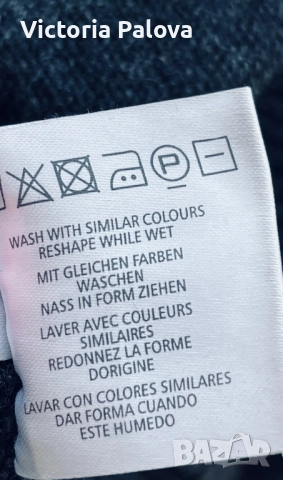 Victoria Palova
P
WASH WITH SIMILAR COLOURS
RESHAPE WHILE WET
MIT GLEICHEN FARBEN
WASCHEN
NASS IN FORM ZIEHEN
LAVER AVEC COULEURS
SIMILAIRES
REDONNEZ LA FORME
DORIGINE
LAVAR CON COLORES SIMILARES
DAR FORMA CUANDO
ESTE HUMEDO
BAZAR